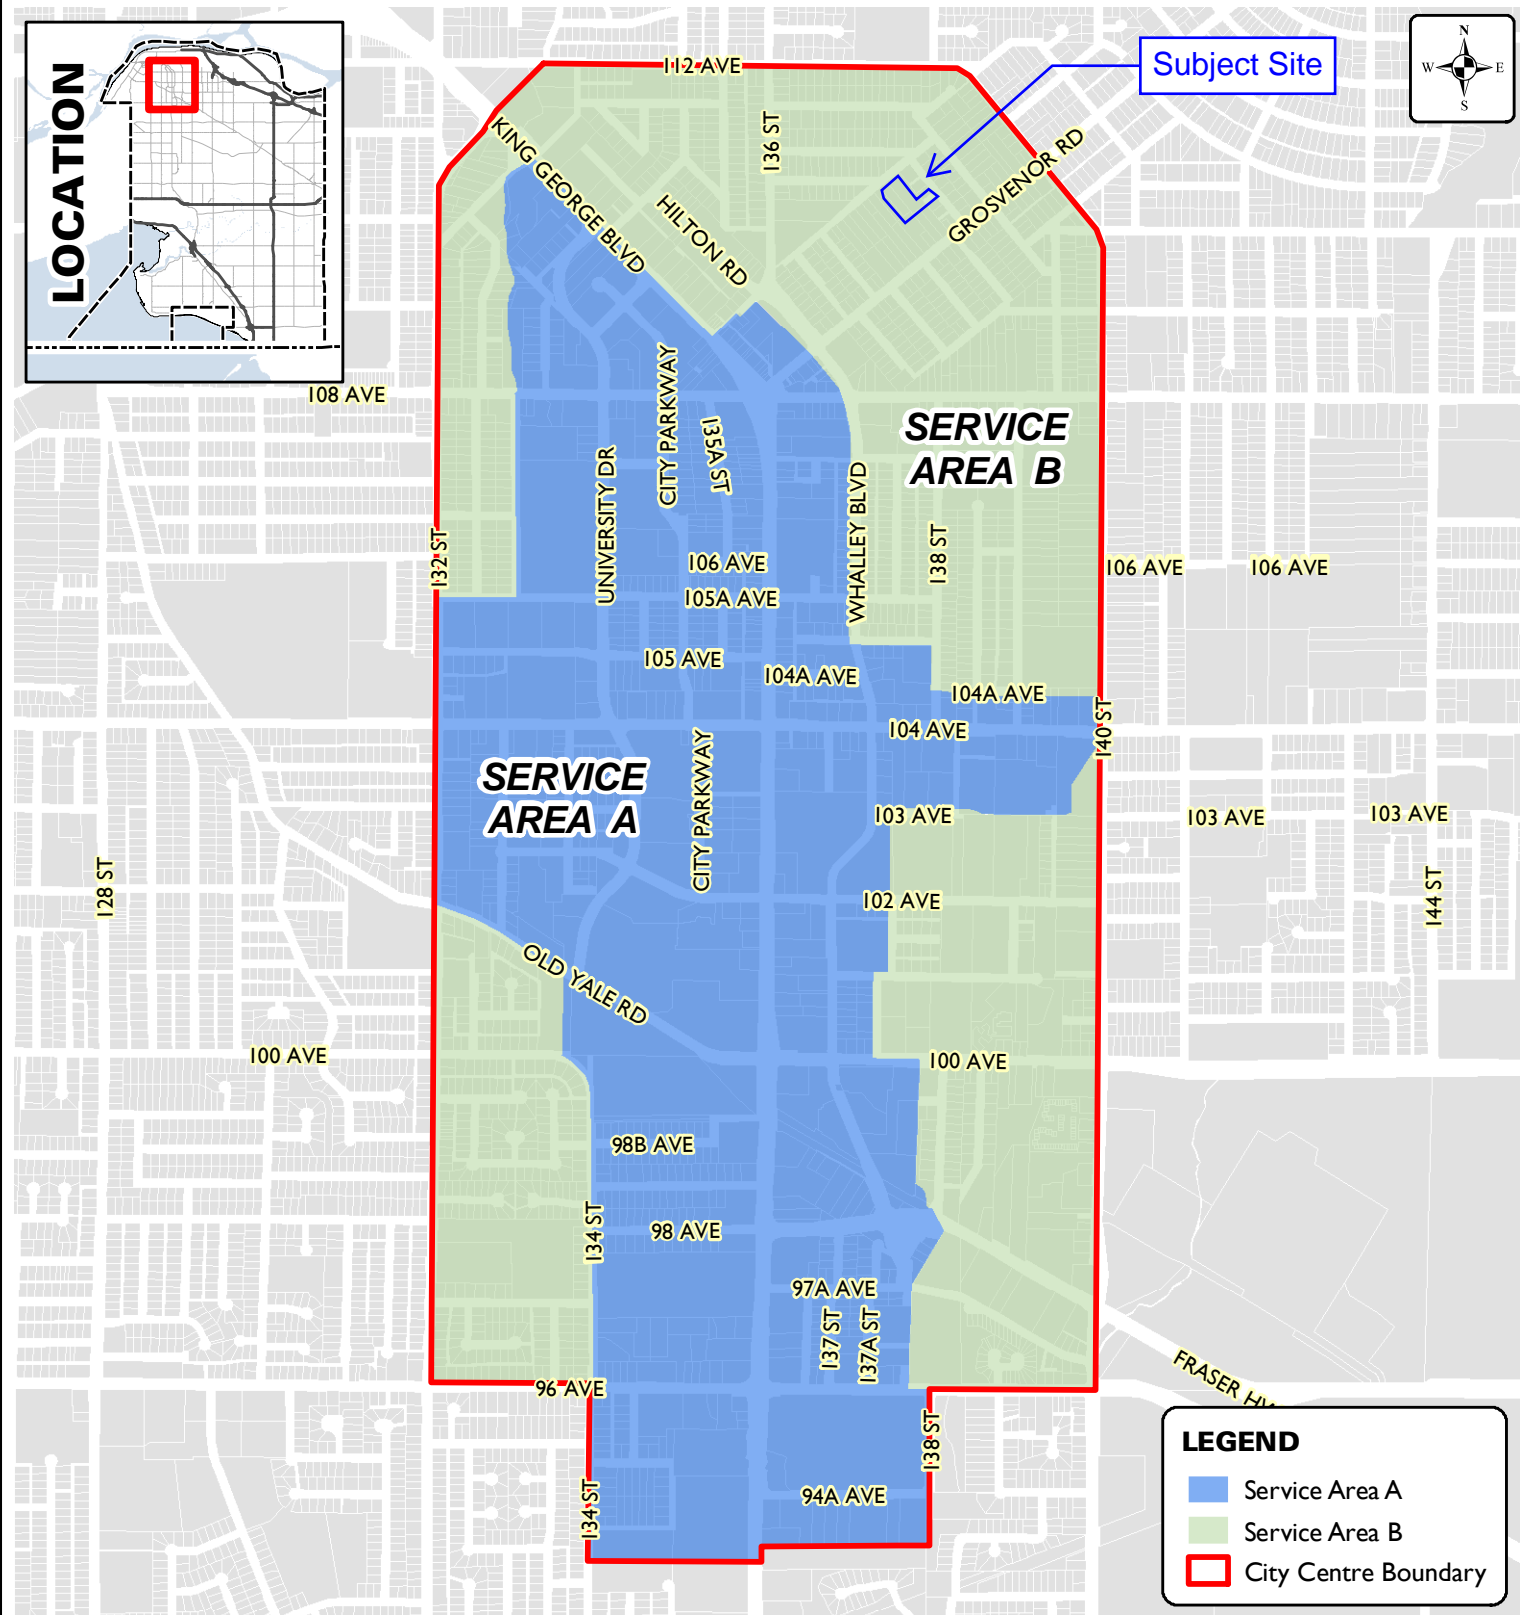 LOCATION
112 AVE
Subject Site
N
W
E
S
KING GEORGE BLVD
136 ST
HILTON RD
GROSVENOR RD
108 AVE
CITY PARKWAY
135A ST
SERVICE
AREA B
UNIVERSITY DR
WHALLEY BLVD
132 ST
138 ST
106 AVE
106 AVE
106 AVE
105A AVE
105 AVE
104A AVE
104A AVE
104 AVE
140 ST
SERVICE
AREA A
CITY PARKWAY
103 AVE
103 AVE
103 AVE
128 ST
102 AVE
144 ST
OLD YALE RD
100 AVE
100 AVE
98B AVE
134 ST
98 AVE
97A AVE
137 ST
137A ST
96 AVE
FRASER
138 ST
134 ST
94A AVE
LEGEND
Service Area A
Service Area B
City Centre Boundary